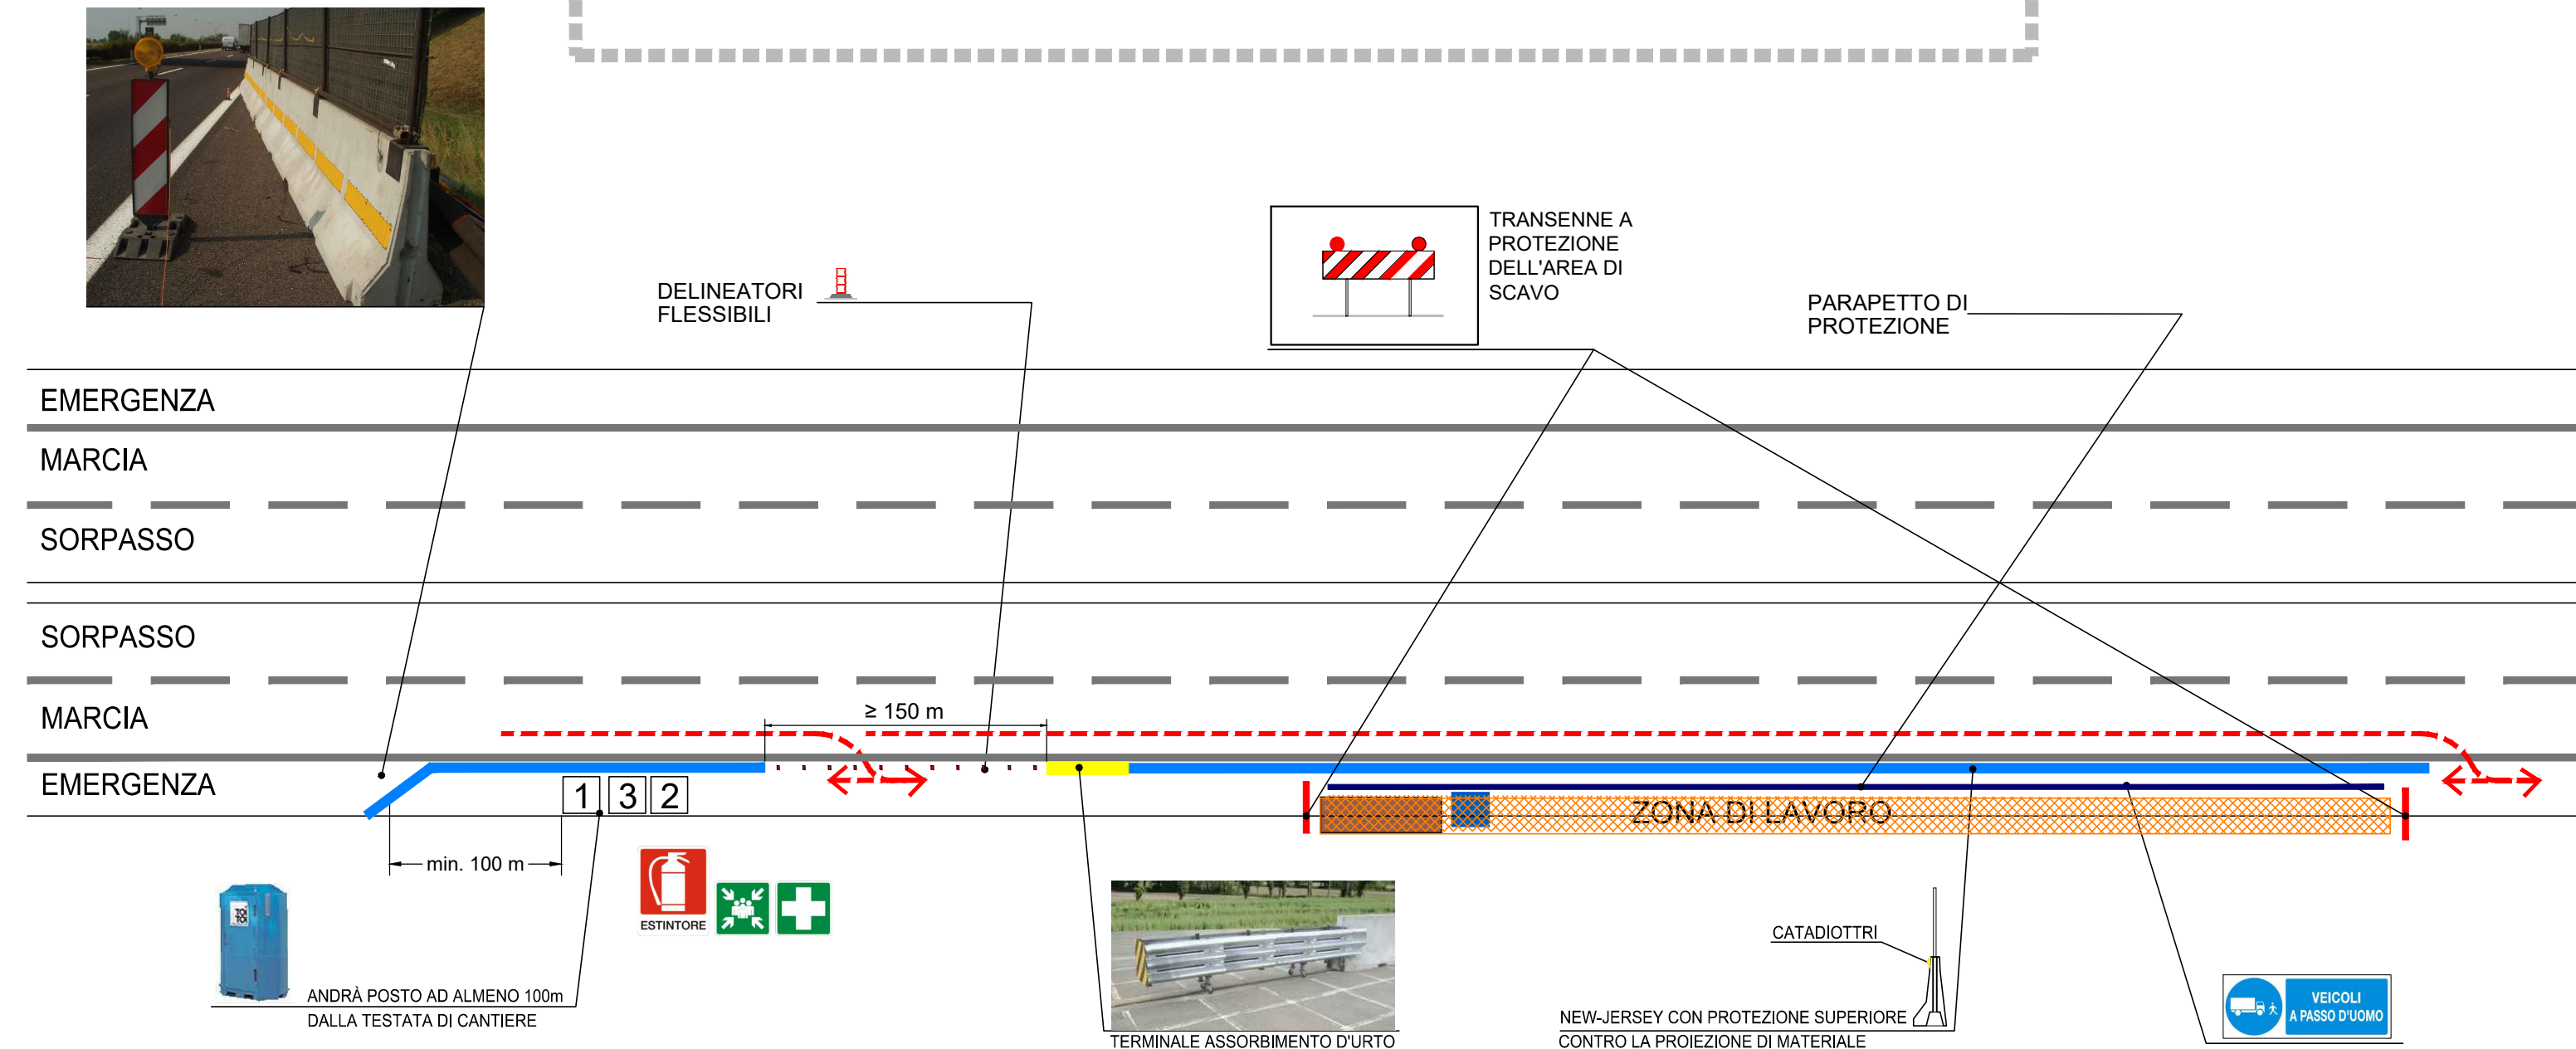 DELINEATORI
FLESSIBILI
TRANSENNE A
PROTEZIONE
DELL'AREA DI
SCAVO
PARAPETTO DI
PROTEZIONE
EMERGENZA
MARCIA
SORPASSO
SORPASSO
MARCIA
≥ 150 m
EMERGENZA
1 3 2
ZONA DI LAVORO
min. 100 m
ESTINTORE
ANDRÀ POSTO AD ALMENO 100m
DALLA TESTATA DI CANTIERE
TERMINALE ASSORBIMENTO D'URTO
CATADIOTTRI
NEW-JERSEY CON PROTEZIONE SUPERIORE
CONTRO LA PROIEZIONE DI MATERIALE
VEICOLI
A PASSO D'UOMO